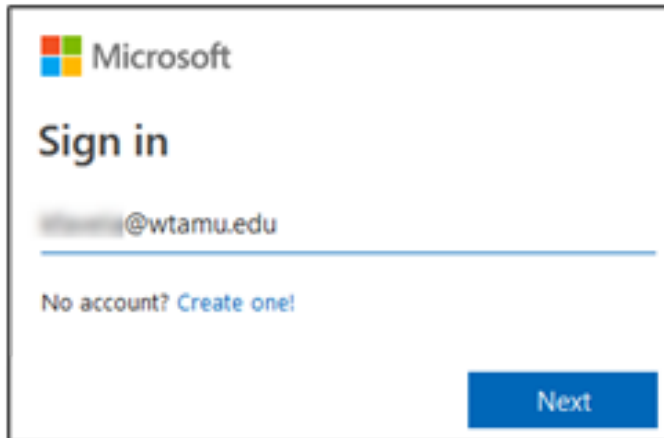 Microsoft
Sign in
@wtamu.edu
No account? Create one!
Next